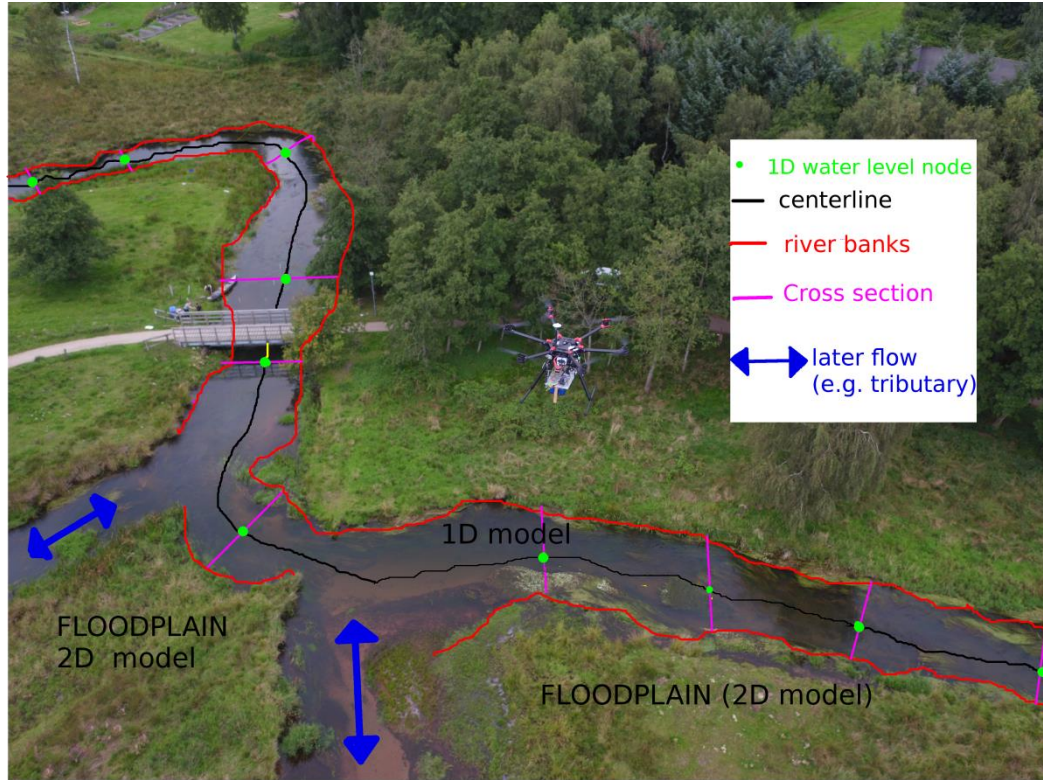 1D water level node
centerline
river banks
Cross section
later flow
(e.g. tributary)
1D model
FLOODPLAIN
2D model
FLOODPLAIN (2D model)